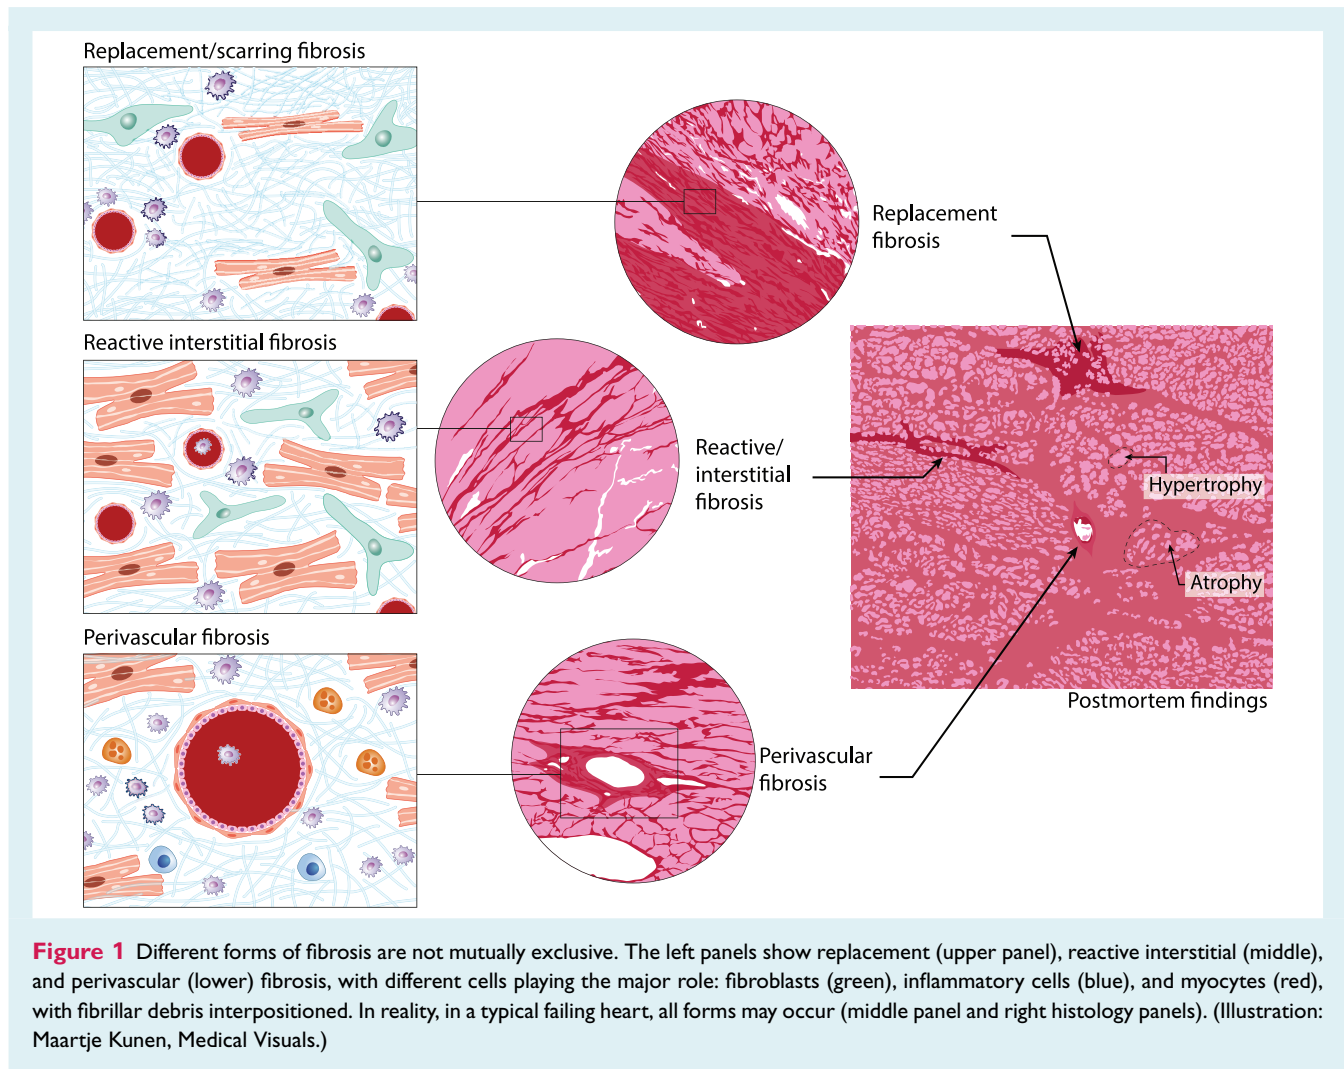 Replacement/scarring fibrosis
Replacement
fibrosis
Reactive interstitial fibrosis
Reactive/
interstitial
fibrosis
Hypertrophy
Atrophy
Perivascular fibrosis
Postmortem findings
Perivascular
fibrosis
Figure 1 Different forms of fibrosis are not mutually exclusive. The left panels show replacement (upper panel), reactive interstitial (middle),
and perivascular (lower) fibrosis, with different cells playing the major role: fibroblasts (green), inflammatory cells (blue), and myocytes (red),
with fibrillar debris interpositioned. In reality, in a typical failing heart, all forms may occur (middle panel and right histology panels). (Illustration:
Maartje Kunen, Medical Visuals.)